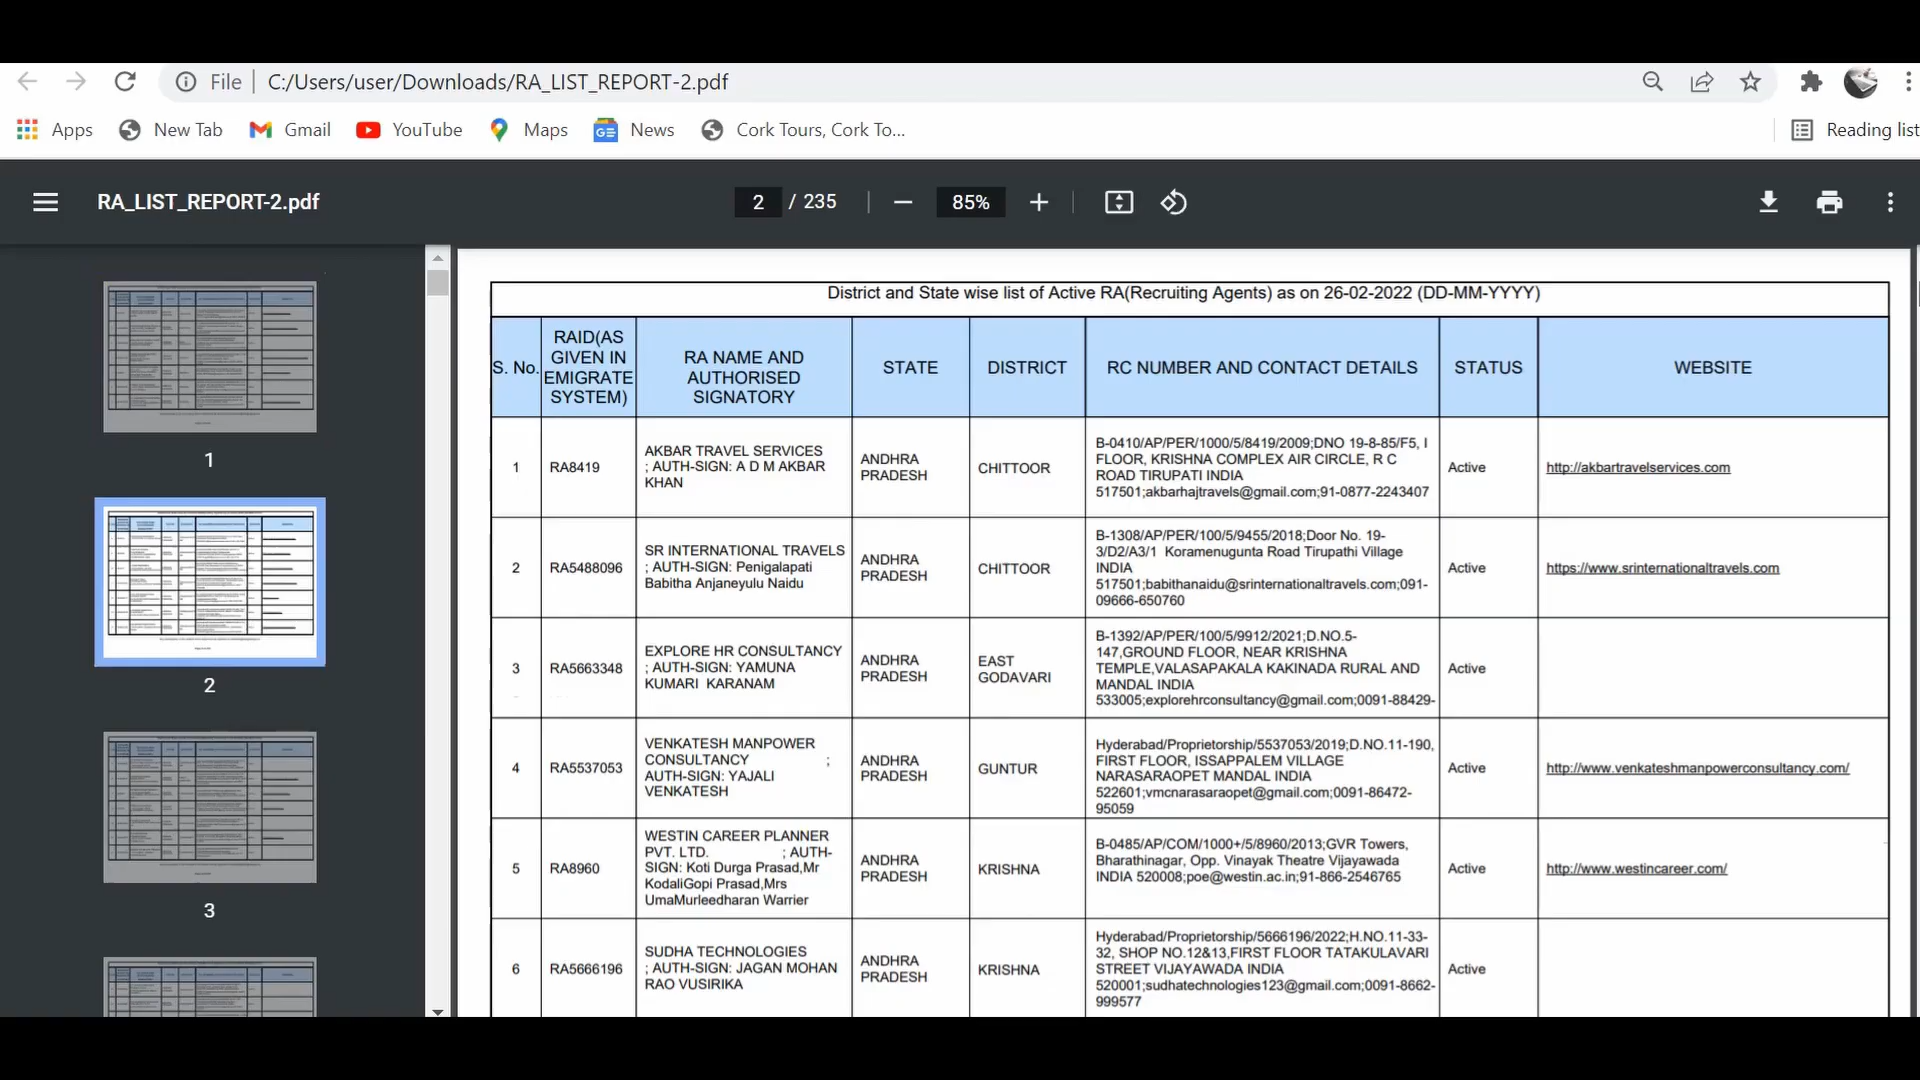 File C:/Users/user/Downloads/RA_LIST_REPORT-2.pdf
Apps New Tab Gmail YouTube Maps News Cork Tours, Cork To... Reading list
RA_LIST_REPORT-2.pdf 2 / 235 85%
1
2
3
District and State wise list of Active RA(Recruiting Agents) as on 26-02-2022 (DD-MM-YYYY)
S. No.
RAID(AS
GIVEN IN
EMIGRATE
SYSTEM)
RA NAME AND
AUTHORISED
SIGNATORY
STATE
DISTRICT
RC NUMBER AND CONTACT DETAILS
STATUS
WEBSITE
1
RA8419
AKBAR TRAVEL SERVICES
; AUTH-SIGN: A D M AKBAR
KHAN
ANDHRA
PRADESH
CHITTOOR
B-0410/AP/PER/1000/5/8419/2009;DNO 19-8-85/F5, I
FLOOR, KRISHNA COMPLEX AIR CIRCLE, R C
ROAD TIRUPATI INDIA
517501;akbarhajtravels@gmail.com;91-0877-2243407
Active
http://akbartravelservices.com
2
RA5488096
SR INTERNATIONAL TRAVELS
; AUTH-SIGN: Penigalapati
Babitha Anjaneyulu Naidu
ANDHRA
PRADESH
CHITTOOR
B-1308/AP/PER/100/5/9455/2018;Door No. 19-
3/D2/A3/1 Koramenugunta Road Tirupathi Village
INDIA
517501;babithanaidu@srinternationaltravels.com;091-
09666-650760
Active
https://www.srinternationaltravels.com
3
RA5663348
EXPLORE HR CONSULTANCY
; AUTH-SIGN: YAMUNA
KUMARI KARANAM
ANDHRA
PRADESH
EAST
GODAVARI
B-1392/AP/PER/100/5/9912/2021;D.NO.5-
147,GROUND FLOOR, NEAR KRISHNA
TEMPLE,VALASAPAKALA KAKINADA RURAL AND
MANDAL INDIA
533005;explorehrconsultancy@gmail.com;0091-88429-
Active
4
RA5537053
VENKATESH MANPOWER
CONSULTANCY ;
AUTH-SIGN: YAJALI
VENKATESH
ANDHRA
PRADESH
GUNTUR
Hyderabad/Proprietorship/5537053/2019;D.NO.11-190,
FIRST FLOOR, ISSAPPALEM VILLAGE
NARASARAOPET MANDAL INDIA
522601;vmcnarasaraopet@gmail.com;0091-86472-
95059
Active
http://www.venkateshmanpowerconsultancy.com/
5
RA8960
WESTIN CAREER PLANNER
PVT. LTD. ; AUTH-
SIGN: Koti Durga Prasad,Mr
KodaliGopi Prasad,Mrs
UmaMurleedharan Warrier
ANDHRA
PRADESH
KRISHNA
B-0485/AP/COM/1000+/5/8960/2013;GVR Towers,
Bharathinagar, Opp. Vinayak Theatre Vijayawada
INDIA 520008;poe@westin.ac.in;91-866-2546765
Active
http://www.westincareer.com/
6
RA5666196
SUDHA TECHNOLOGIES
; AUTH-SIGN: JAGAN MOHAN
RAO VUSIRIKA
ANDHRA
PRADESH
KRISHNA
Hyderabad/Proprietorship/5666196/2022;H.NO.11-33-
32, SHOP NO.12&13,FIRST FLOOR TATAKULAVARI
STREET VIJAYAWADA INDIA
520001;sudhatechnologies123@gmail.com;0091-8662-
999577
Active